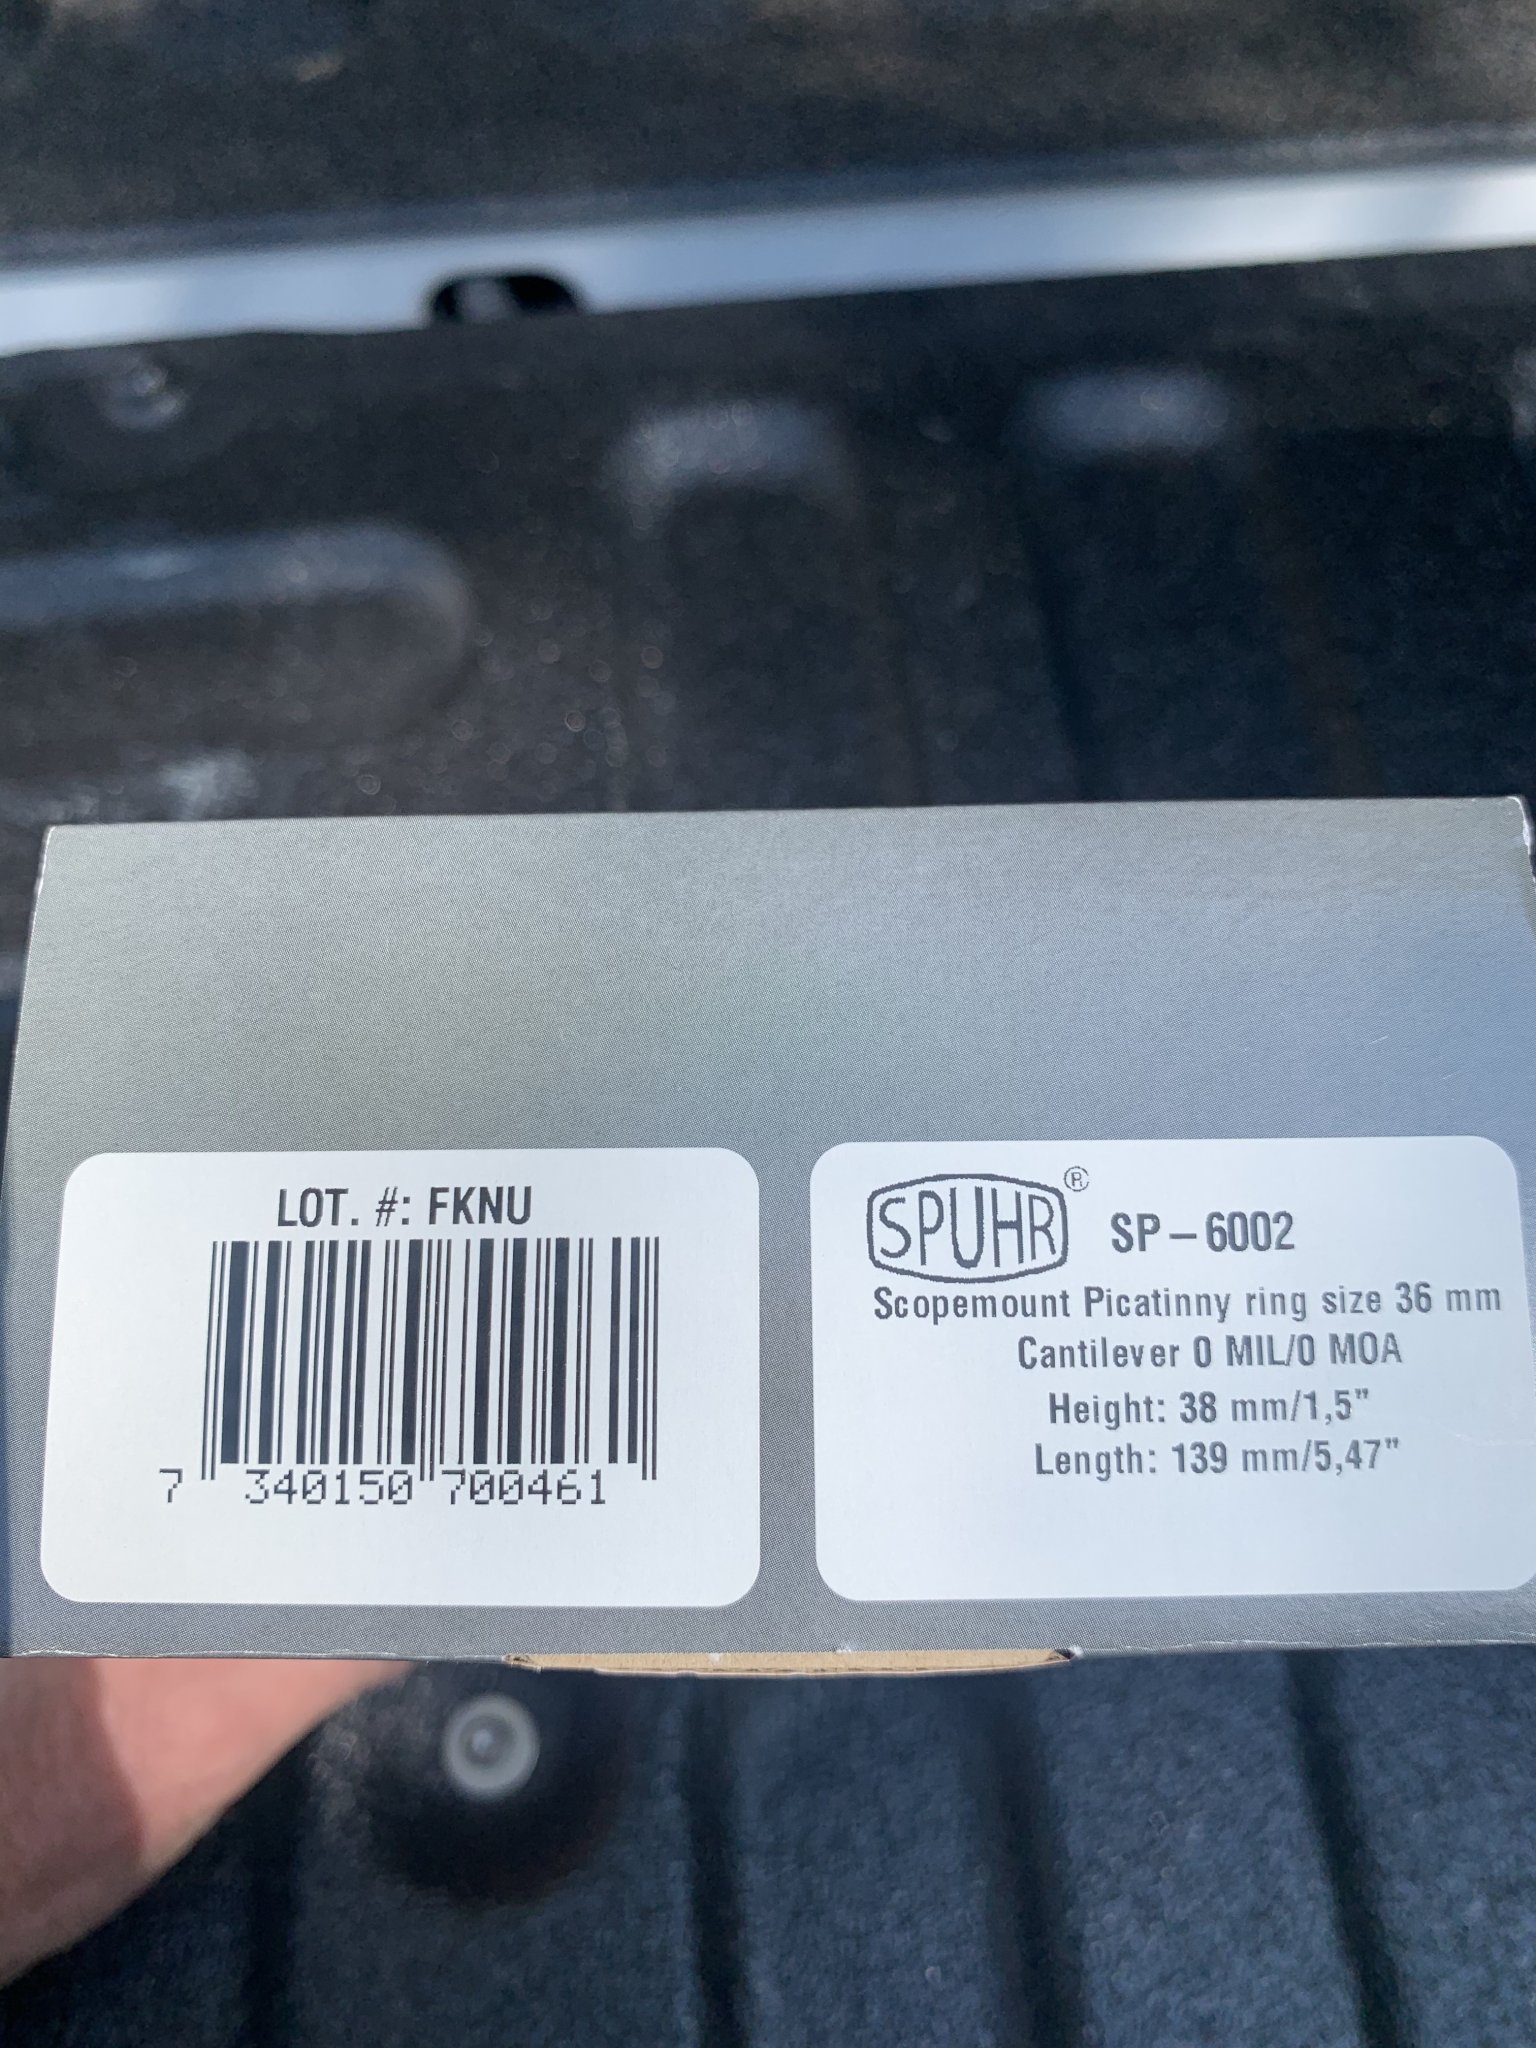 LOT. #: FKNU
7 340150 700461
SPUHR® SP-6002
Scopemount Picatinny ring size 36 mm
Cantilever 0 MIL/0 MOA
Height: 38 mm/1,5"
Length: 139 mm/5,47"